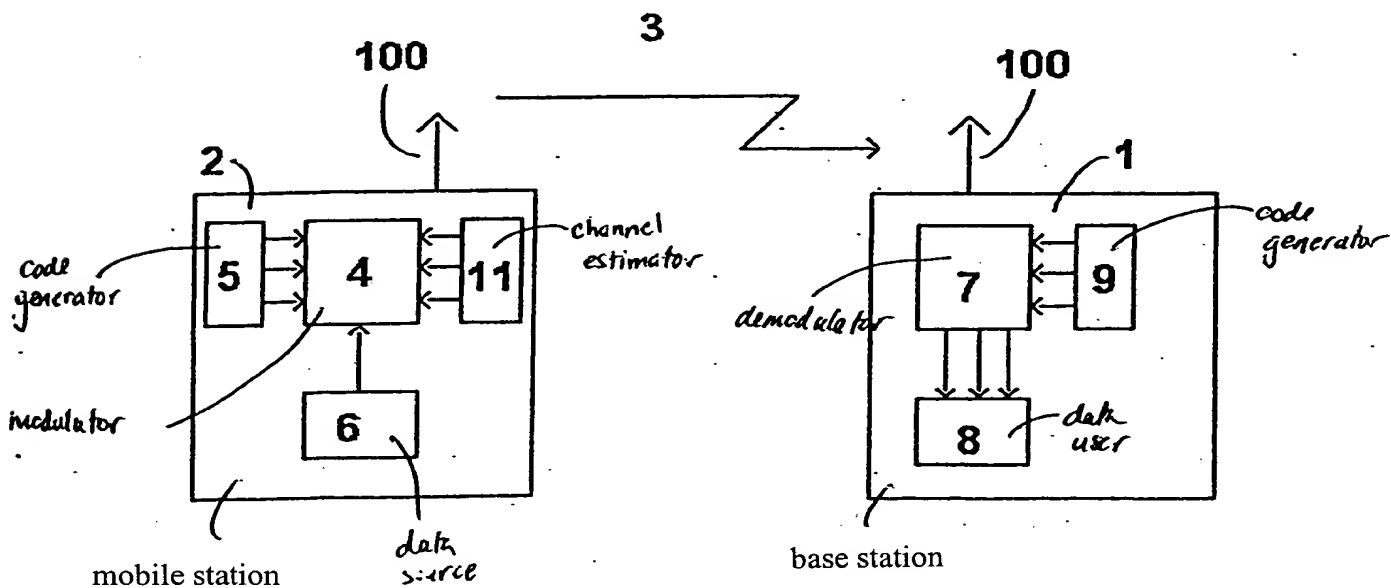 3
100
100
2
1
code
generator
5
4
11
channel
estimator
demodulator
7
9
code
generator
modulator
6
8
data
user
data
source
mobile station
base station